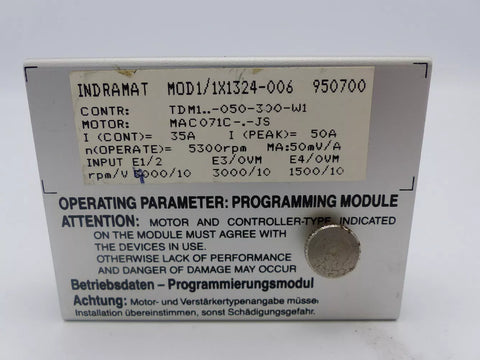 INDRAMAT MOD1/1X1324-006 950700
CONTR: TDM1..-050-300-W1
MOTOR: MAC071C-.-JS
I (CONT)= 35A I (PEAK)= 50A
n(OPERATE)= 5300rpm MA:50mV/A
INPUT E1/2 E3/0VM E4/0VM
rpm/V 000/10 3000/10 1500/10
OPERATING PARAMETER: PROGRAMMING MODULE
ATTENTION: MOTOR AND CONTROLLER-TYPE, INDICATED
ON THE MODULE MUST AGREE WITH
THE DEVICES IN USE.
OTHERWISE LACK OF PERFORMANCE
AND DANGER OF DAMAGE MAY OCCUR
Betriebsdaten - Programmierungsmodul
Achtung: Motor- und Verstärkertypenangabe müsse
Installation übereinstimmen, sonst Schädigungsgefahr.